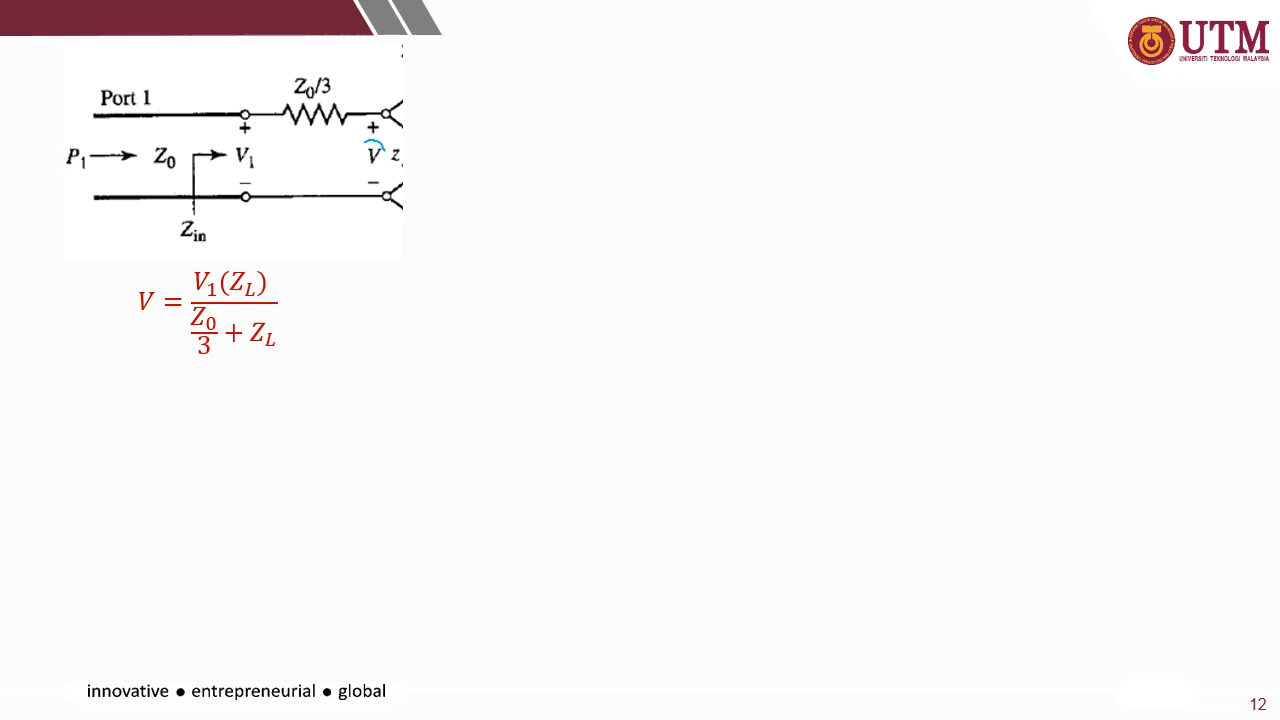 UTM
UNIVERSITI TEKNOLOGI MALAYSIA
Z0/3
Port 1
+ +
P1 Z0 V1 V z
− −
Zin
V = V1(ZL) / (Z0/3 + ZL)
innovative ● entrepreneurial ● global
12